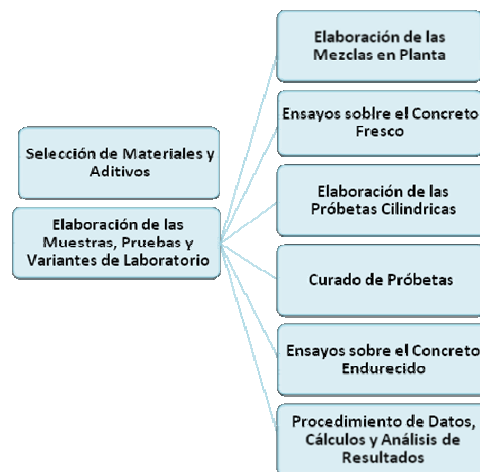 Selección de Materiales y
Aditivos
Elaboración de las
Muestras, Pruebas y
Variantes de Laboratorio
Elaboración de las
Mezclas en Planta
Ensayos soblre el Concreto
Fresco
Elaboración de las
Próbetas Cilindricas
Curado de Próbetas
Ensayos sobre el Concreto
Endurecido
Procedimiento de Datos,
Cálculos y Análisis de
Resultados